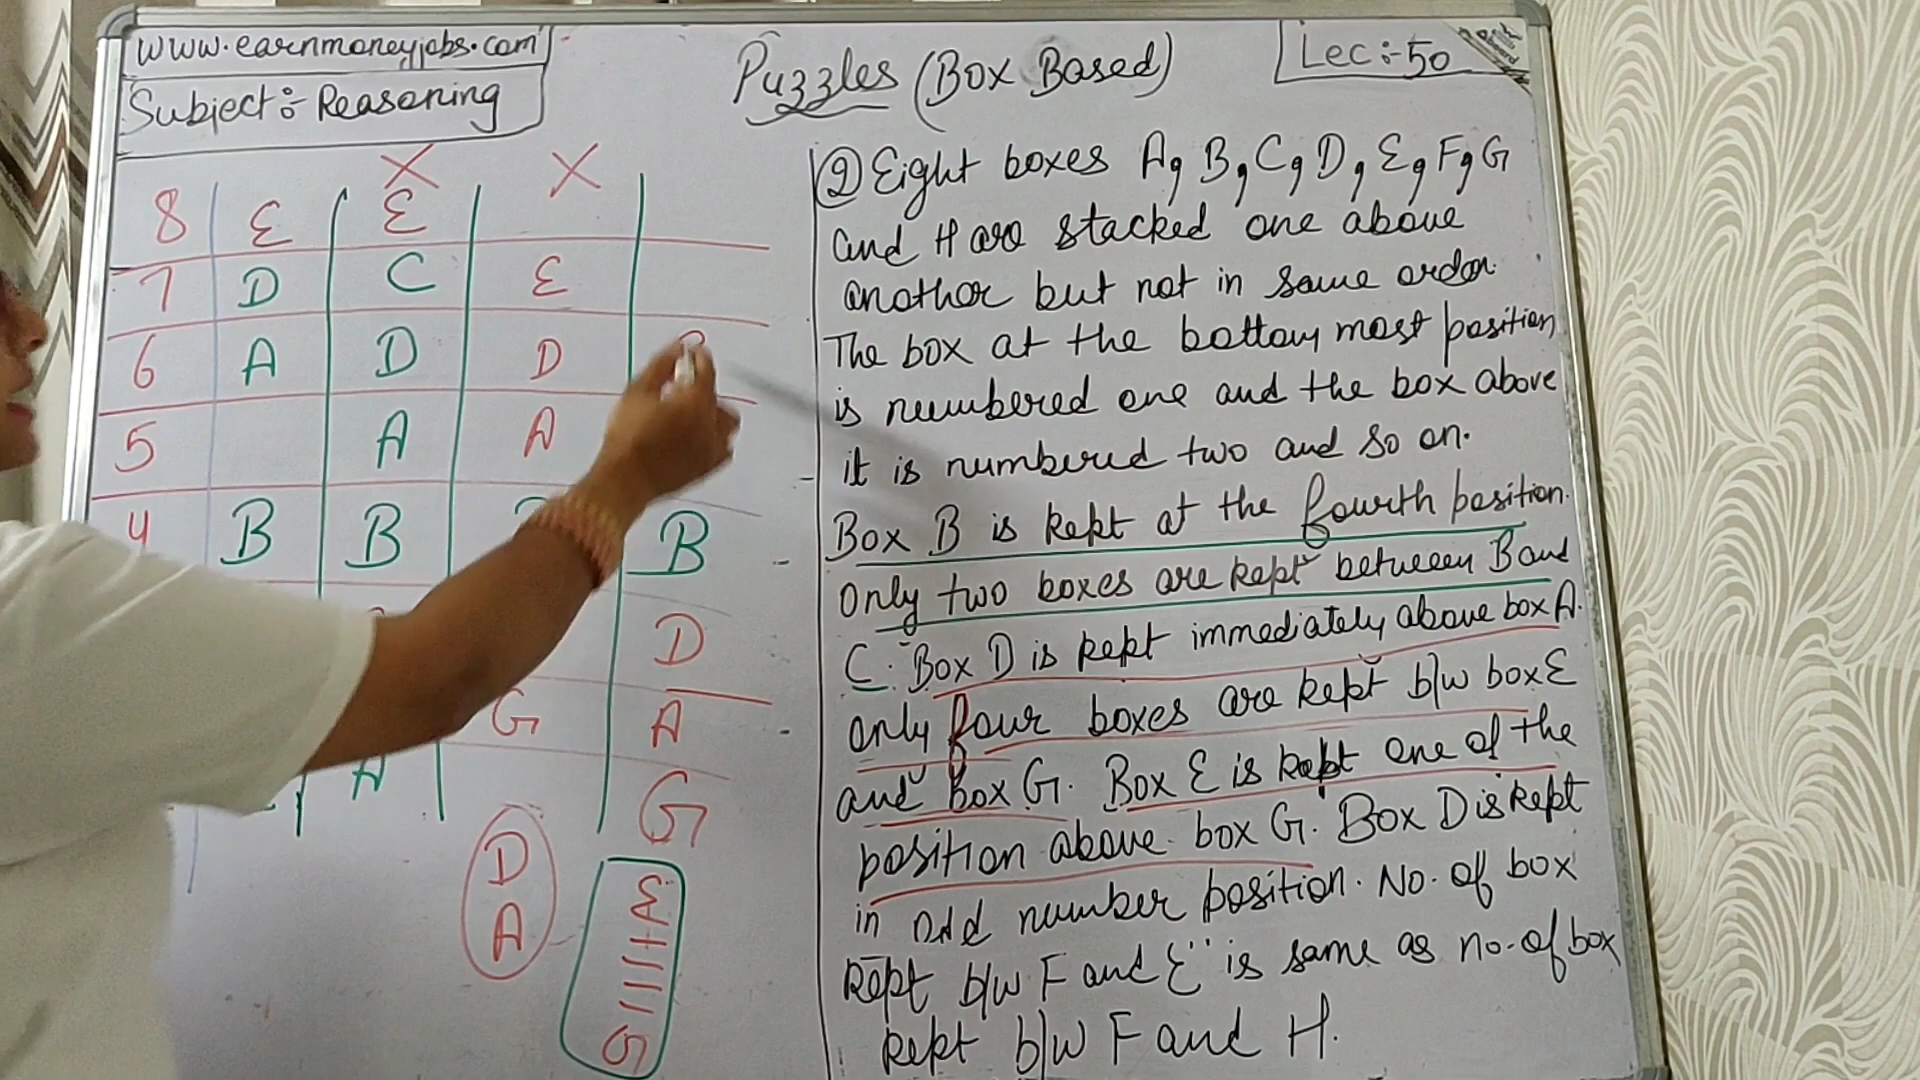 www.earnmoneyjobs.com
Subject : Reasoning
Puzzles (Box Based)
Lec :- 50
X X
8 E E
7 D C E
6 A D D
5 A A
4 B B B
D
G A
A G
D
A
E
G
② Eight boxes A, B, C, D, E, F, G
and H are stacked one above
another but not in same order.
The box at the bottom most position
is numbered one and the box above
it is numbered two and so on.
Box B is kept at the fourth position.
Only two boxes are kept between B and
C. Box D is kept immediately above box A.
only four boxes are kept b/w box E
and box G. Box E is kept one of the
position above box G. Box D is kept
in odd number position. No. of box
kept b/w F and E is same as no. of box
kept b/w F and H.